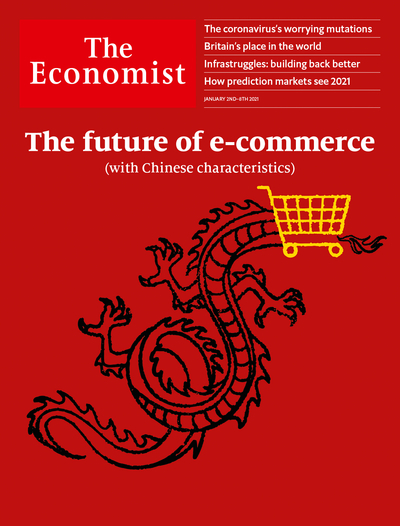 The
Economist
The coronavirus's worrying mutations
Britain's place in the world
Infrastruggles: building back better
How prediction markets see 2021
JANUARY 2ND–8TH 2021
The future of e-commerce
(with Chinese characteristics)